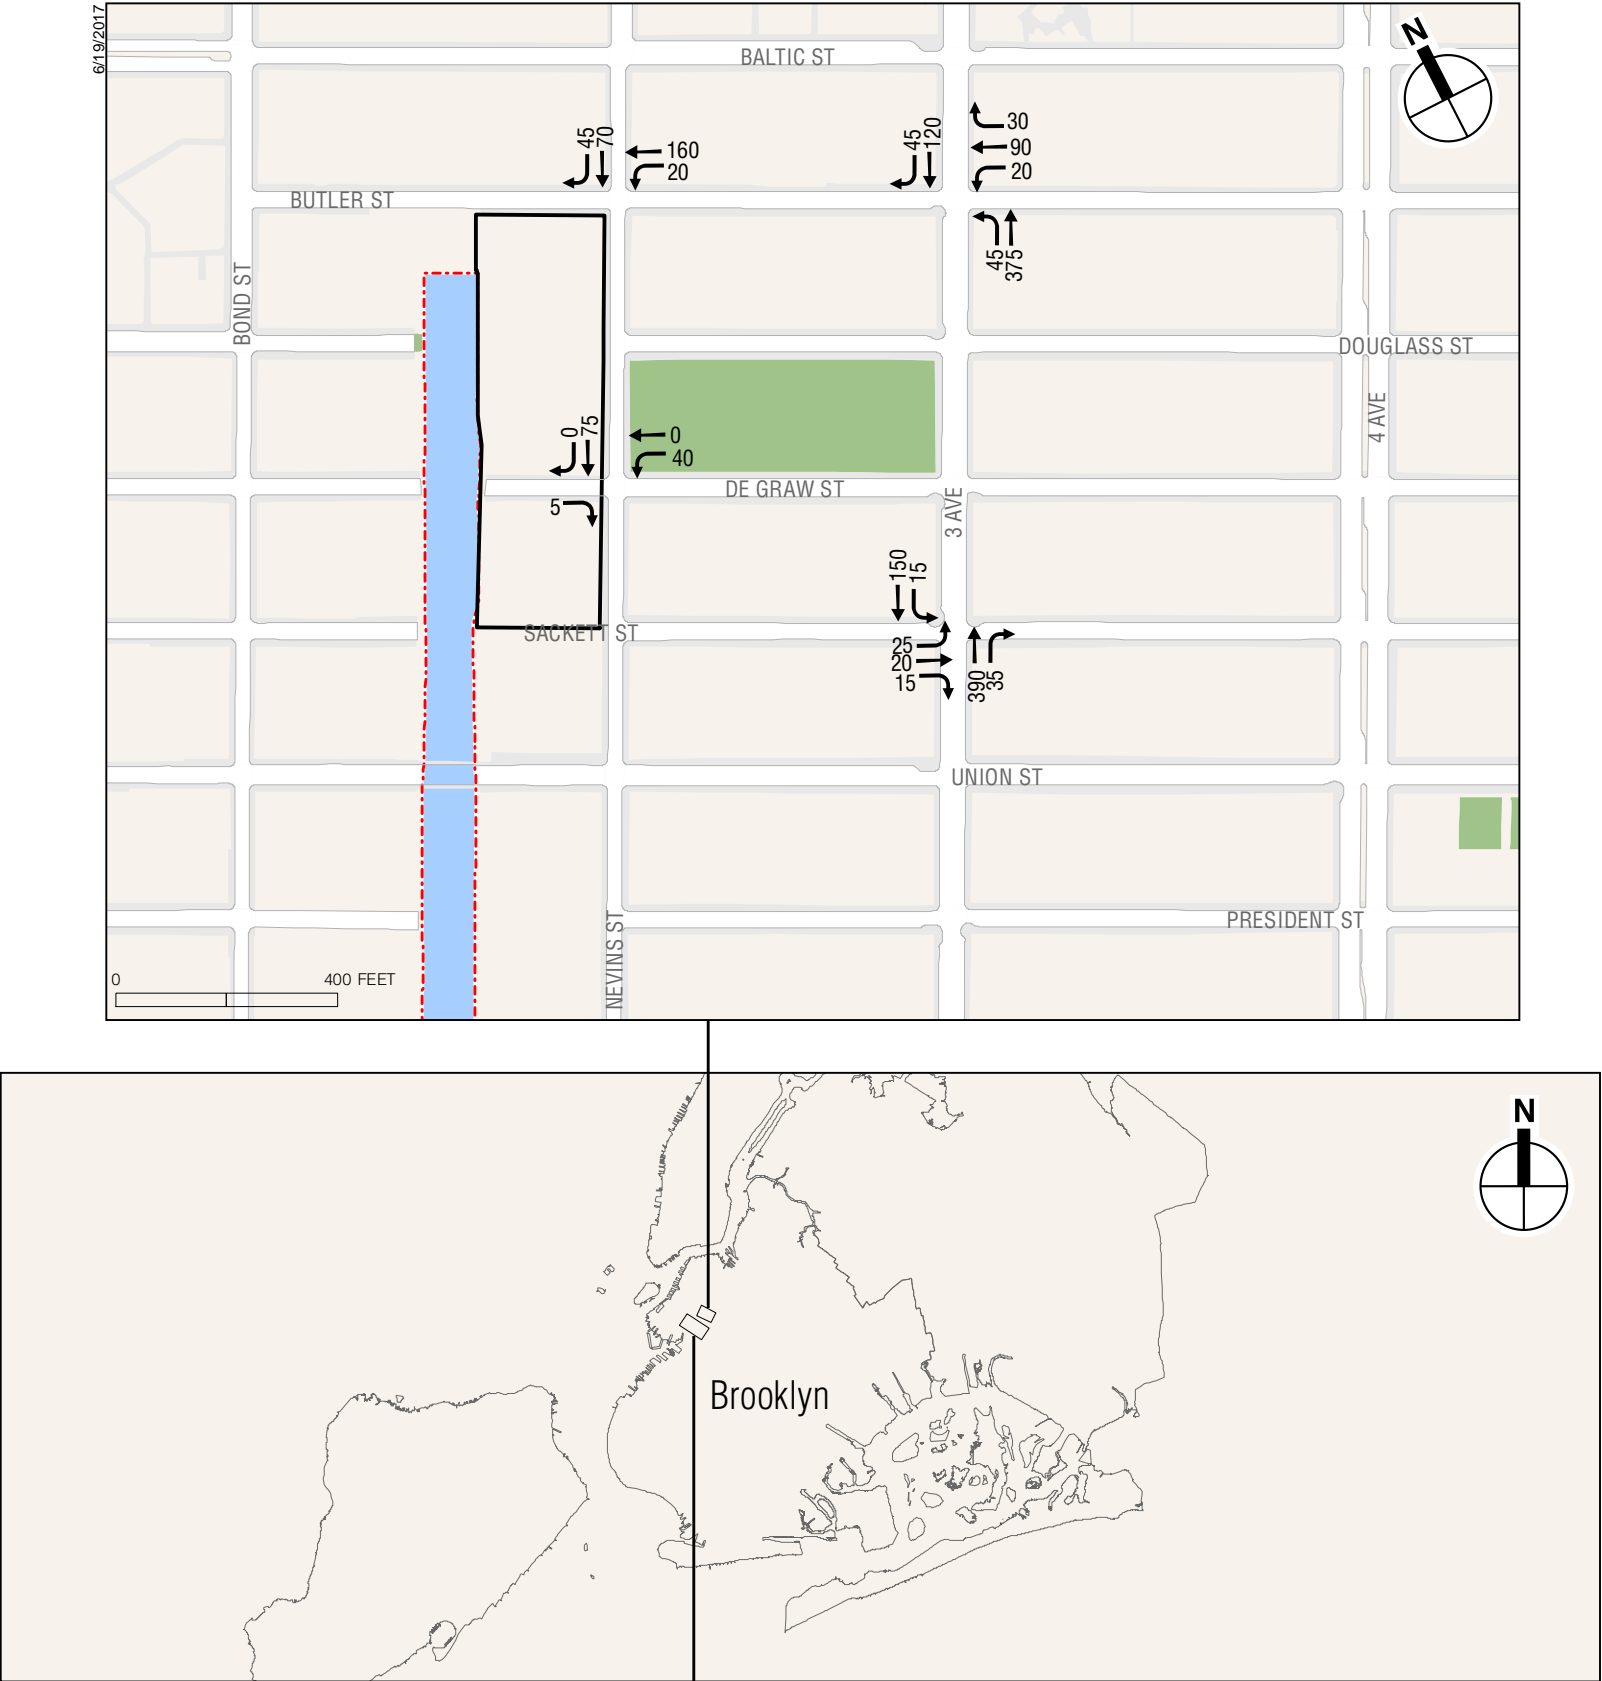 6/19/2017
N
BALTIC ST
45
70
160
20
45
120
30
90
20
BUTLER ST
45
375
BOND ST
DOUGLASS ST
4 AVE
0
75
0
40
DE GRAW ST
5
3 AVE
150
15
SACKETT ST
25
20
15
390
35
UNION ST
PRESIDENT ST
NEVINS ST
0
400 FEET
N
Brooklyn